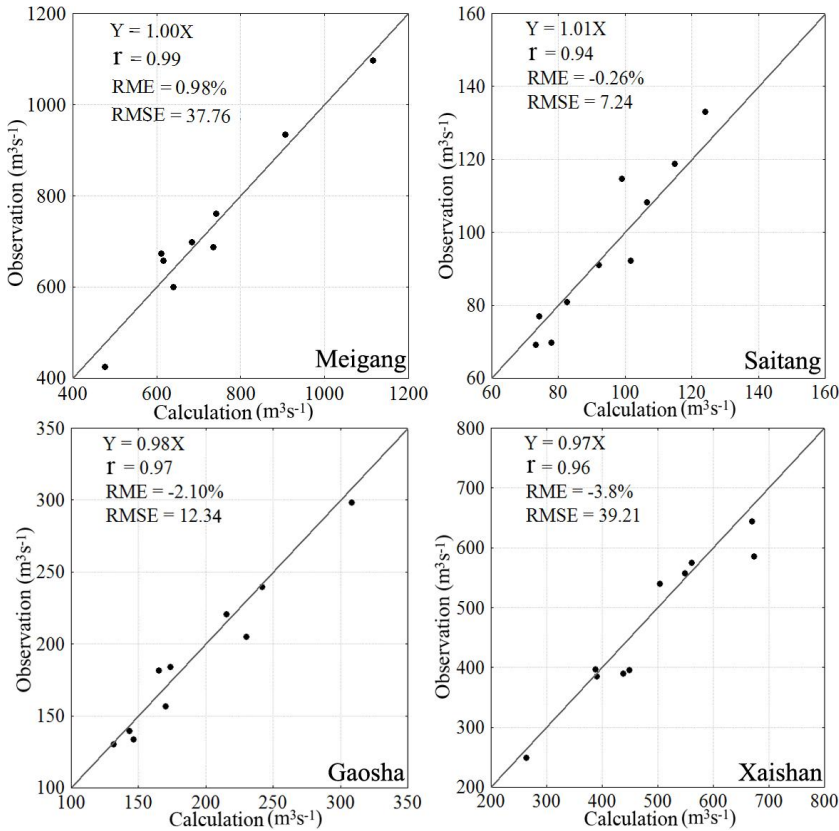 1200
1000
800
600
400
400
600
800
1000
1200
Observation (m³s⁻¹)
Calculation (m³s⁻¹)
Y = 1.00X
r = 0.99
RME = 0.98%
RMSE = 37.76
Meigang
160
140
120
100
80
60
60
80
100
120
140
160
Observation (m³s⁻¹)
Calculation (m³s⁻¹)
Y = 1.01X
r = 0.94
RME = -0.26%
RMSE = 7.24
Saitang
350
300
250
200
150
100
100
150
200
250
300
350
Observation (m³s⁻¹)
Calculation (m³s⁻¹)
Y = 0.98X
r = 0.97
RME = -2.10%
RMSE = 12.34
Gaosha
800
700
600
500
400
300
200
200
300
400
500
600
700
800
Observation (m³s⁻¹)
Calculation (m³s⁻¹)
Y = 0.97X
r = 0.96
RME = -3.8%
RMSE = 39.21
Xaishan